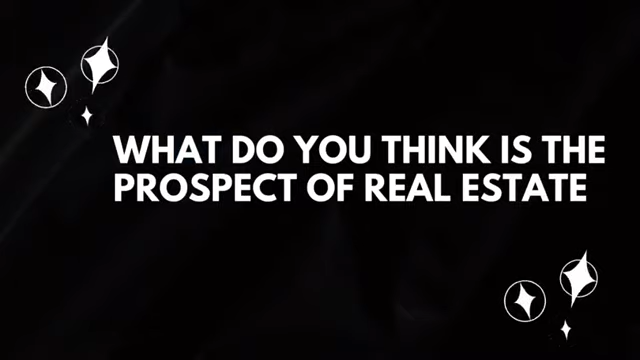 WHAT DO YOU THINK IS THE
PROSPECT OF REAL ESTATE